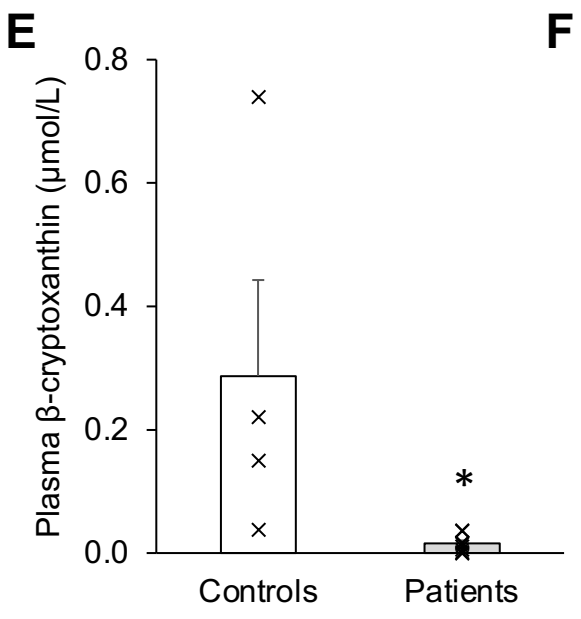 E
F
Plasma β-cryptoxanthin (μmol/L)
0.8
0.6
0.4
0.2
0.0
*
Controls
Patients